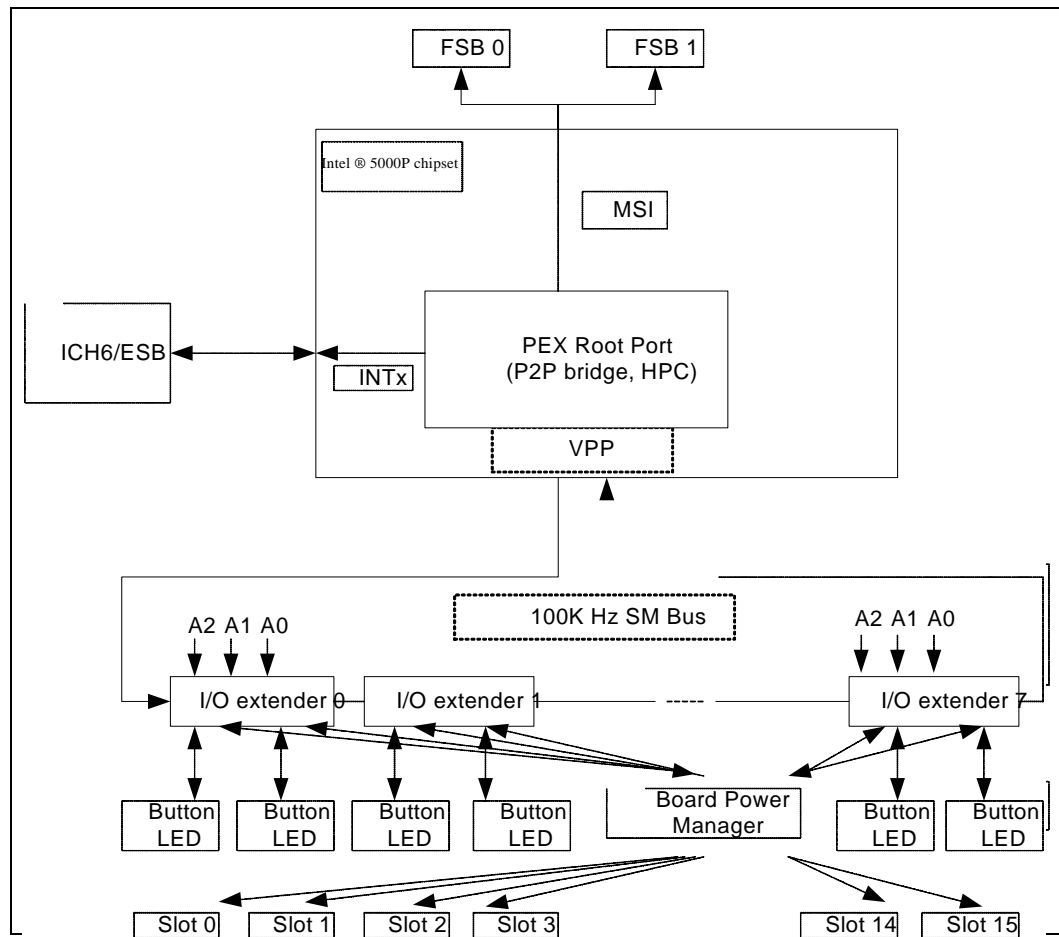 FSB 0
FSB 1
Intel ® 5000P chipset
MSI
ICH6/ESB
INTx
PEX Root Port
(P2P bridge, HPC)
VPP
100K Hz SM Bus
A2 A1 A0
A2 A1 A0
I/O extender 0
I/O extender 1
----
I/O extender 7
Button
LED
Button
LED
Button
LED
Button
LED
Board Power
Manager
Button
LED
Button
LED
Slot 0
Slot 1
Slot 2
Slot 3
Slot 14
Slot 15